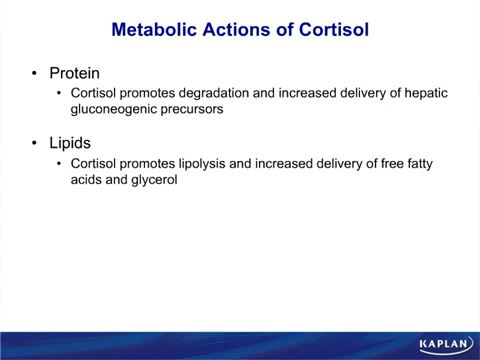 Metabolic Actions of Cortisol
• Protein
• Cortisol promotes degradation and increased delivery of hepatic
gluconeogenic precursors
• Lipids
• Cortisol promotes lipolysis and increased delivery of free fatty
acids and glycerol
KAPLAN